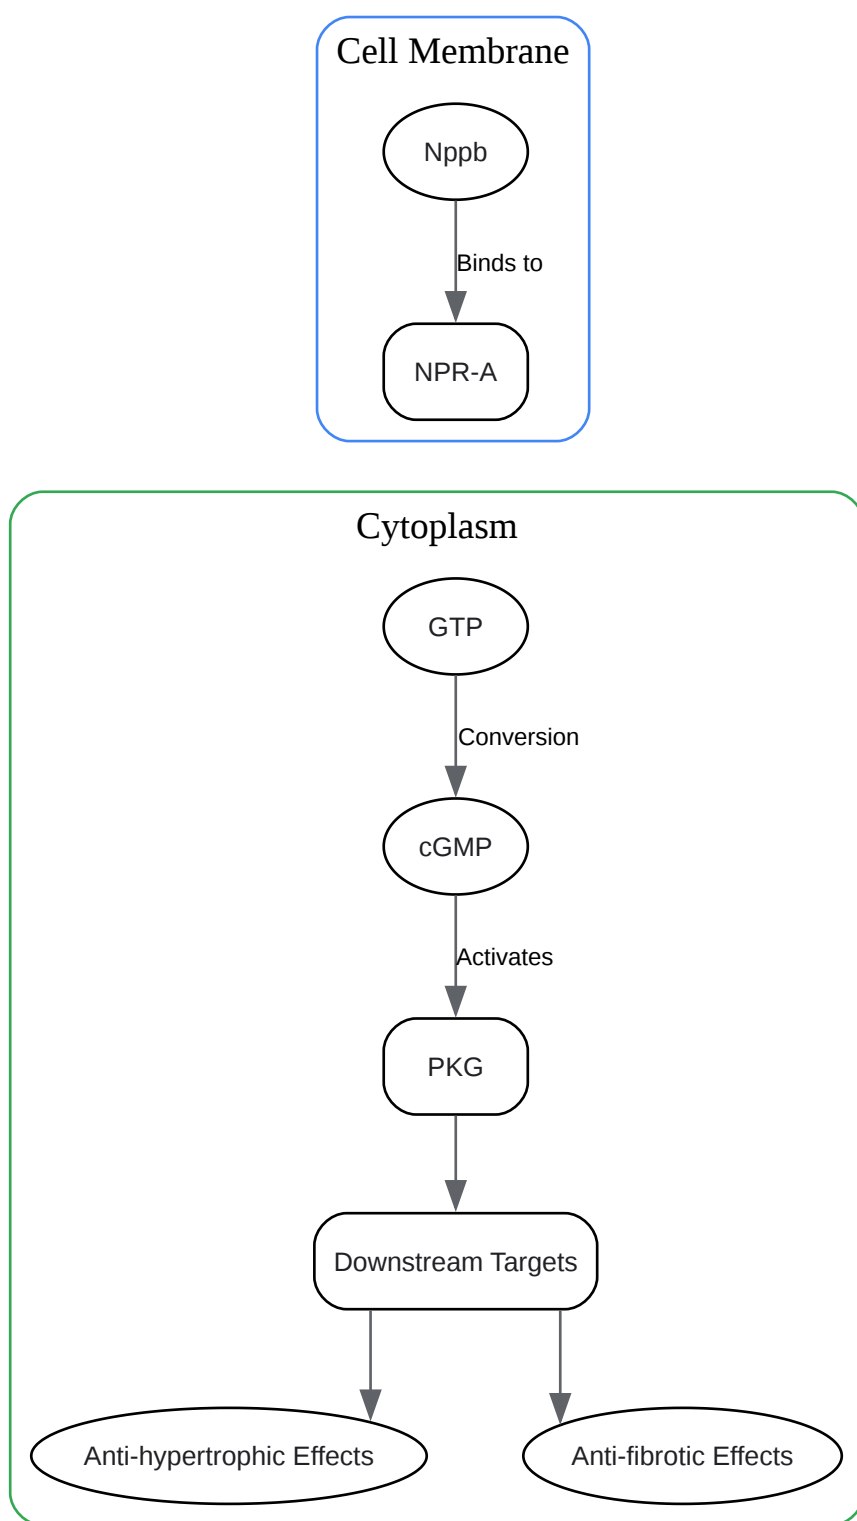 Cell Membrane
Nppb
Binds to
NPR-A
Cytoplasm
GTP
Conversion
cGMP
Activates
PKG
Downstream Targets
Anti-hypertrophic Effects
Anti-fibrotic Effects